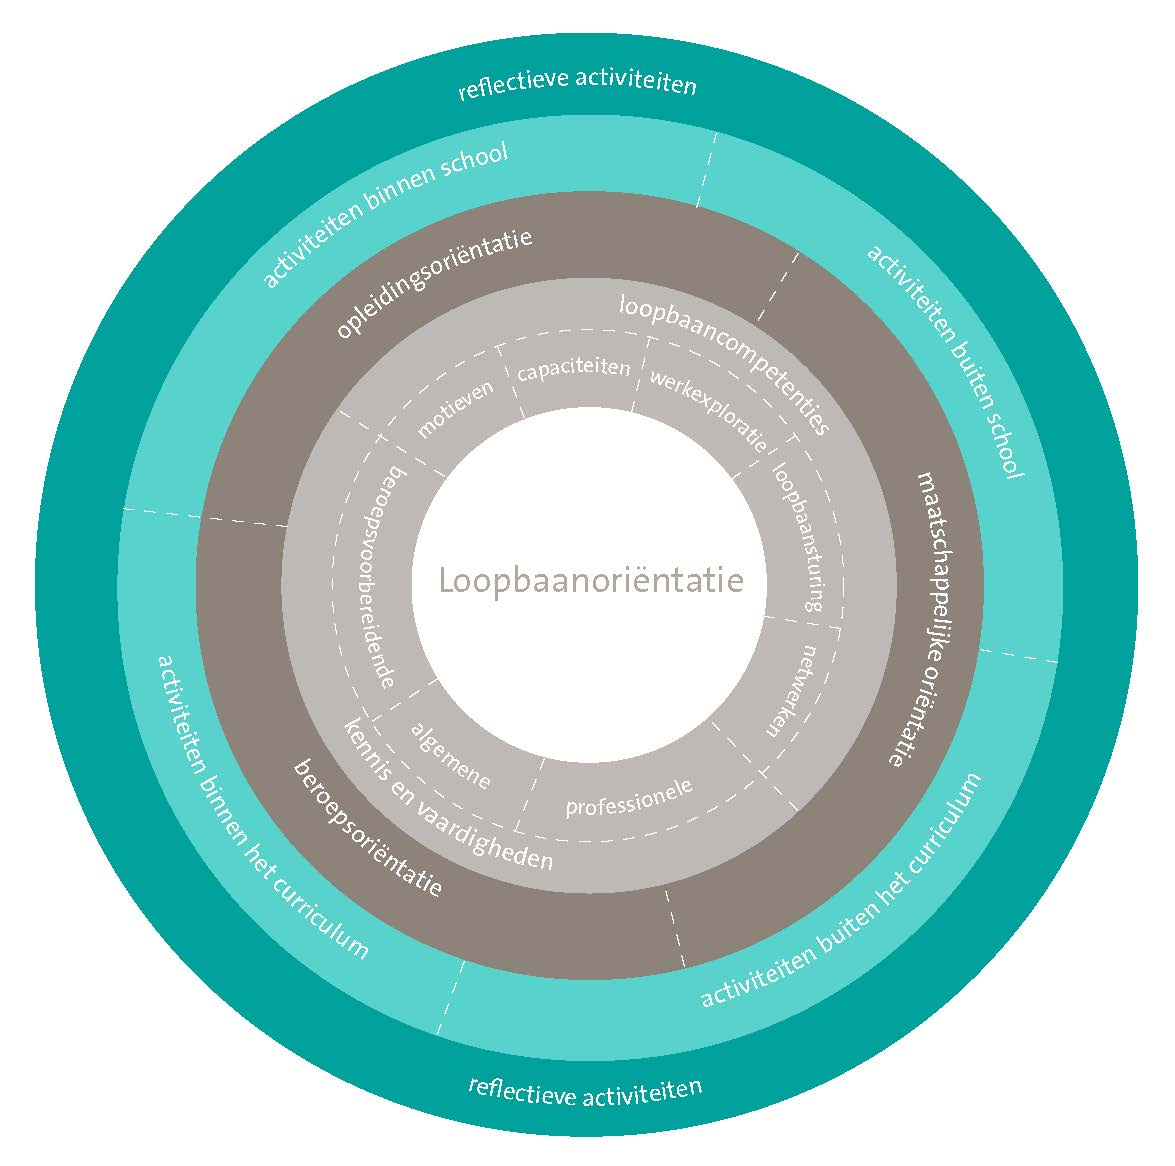 reflectieve activiteiten
activiteiten binnen school
activiteiten buiten school
opleidingsoriëntatie
loopbaancompetenties
motieven
capaciteiten
werkexploratie
loopbaansturing
netwerken
maatschappelijke oriëntatie
Loopbaanoriëntatie
beroepsvoorbereidende
algemene
professionele
kennis en vaardigheden
beroepsoriëntatie
activiteiten binnen het curriculum
activiteiten buiten het curriculum
reflectieve activiteiten